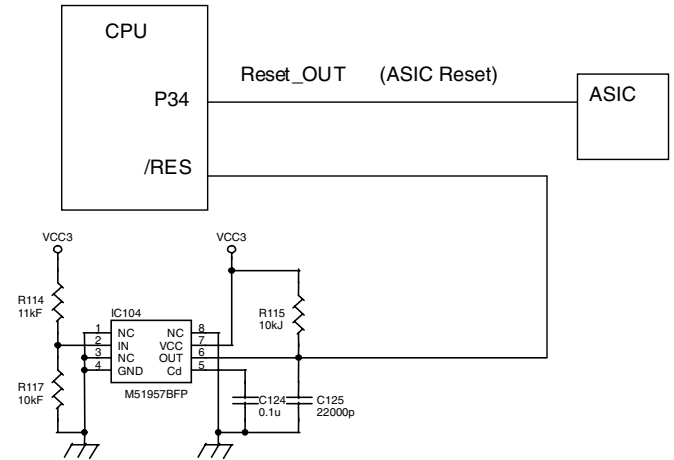 CPU
Reset_OUT (ASIC Reset)
P34
ASIC
/RES
VCC3
VCC3
R114
11kF
IC104
R115
10kJ
1 NC NC 8
2 IN VCC 7
3 NC OUT 6
4 GND Cd 5
R117
10kF
M51957BFP
C124
0.1u
C125
22000p